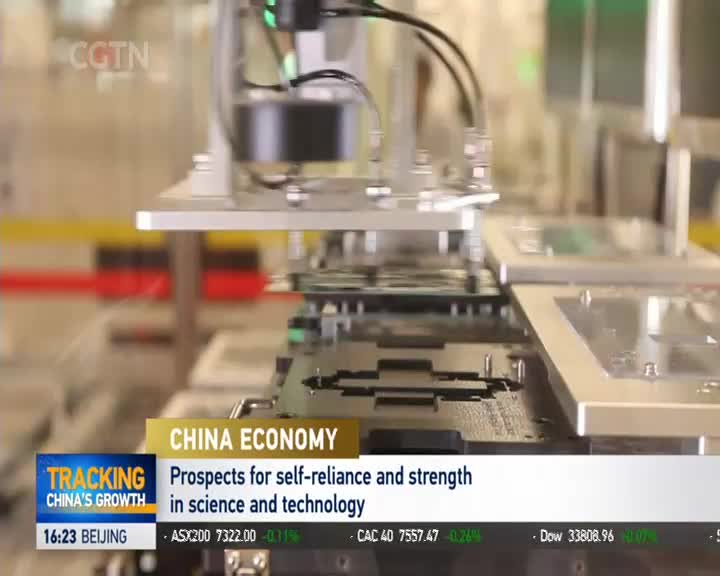 CGTN
CHINA ECONOMY
TRACKING
CHINA'S GROWTH
Prospects for self-reliance and strength
in science and technology
16:23 BEIJING
ASX200 7322.00 -0.11% CAC 40 7557.47 -0.26% Dow 33808.96 +0.07%